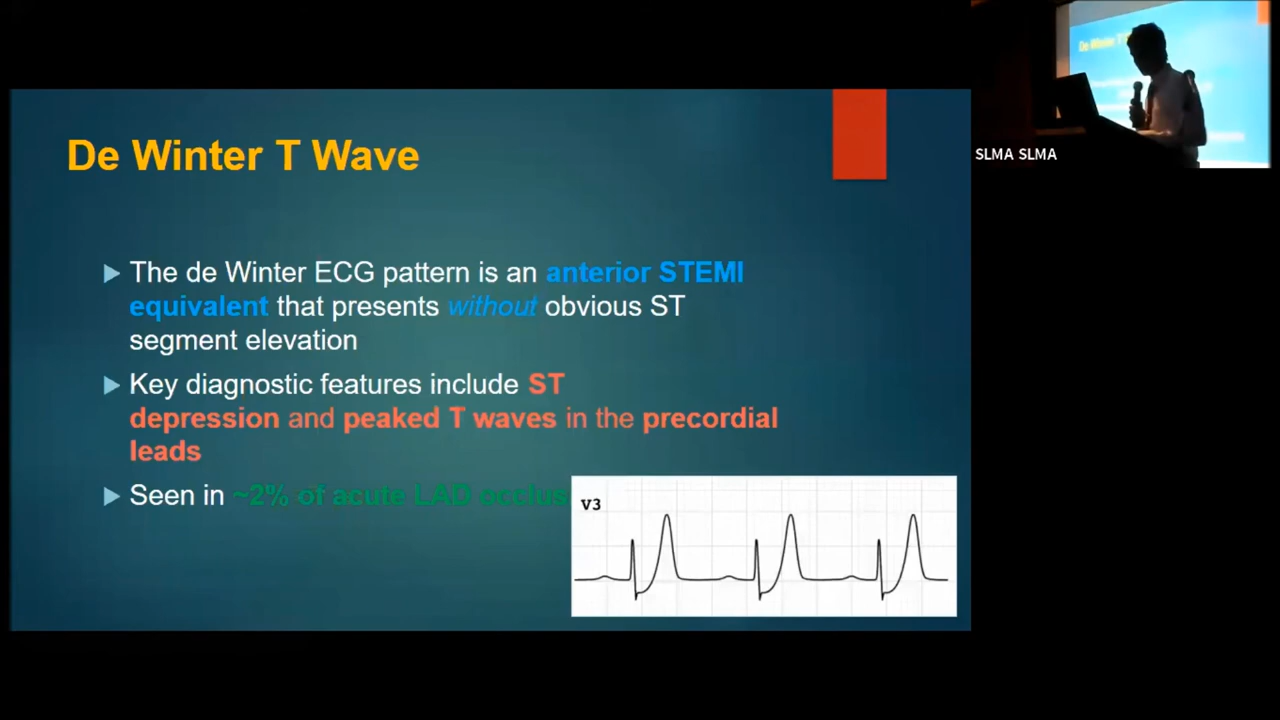 De Winter T Wave
The de Winter ECG pattern is an anterior STEMI
equivalent that presents without obvious ST
segment elevation
Key diagnostic features include ST
depression and peaked T waves in the precordial
leads
Seen in ~2% of acute LAD
V3
SLMA SLMA
De Winter